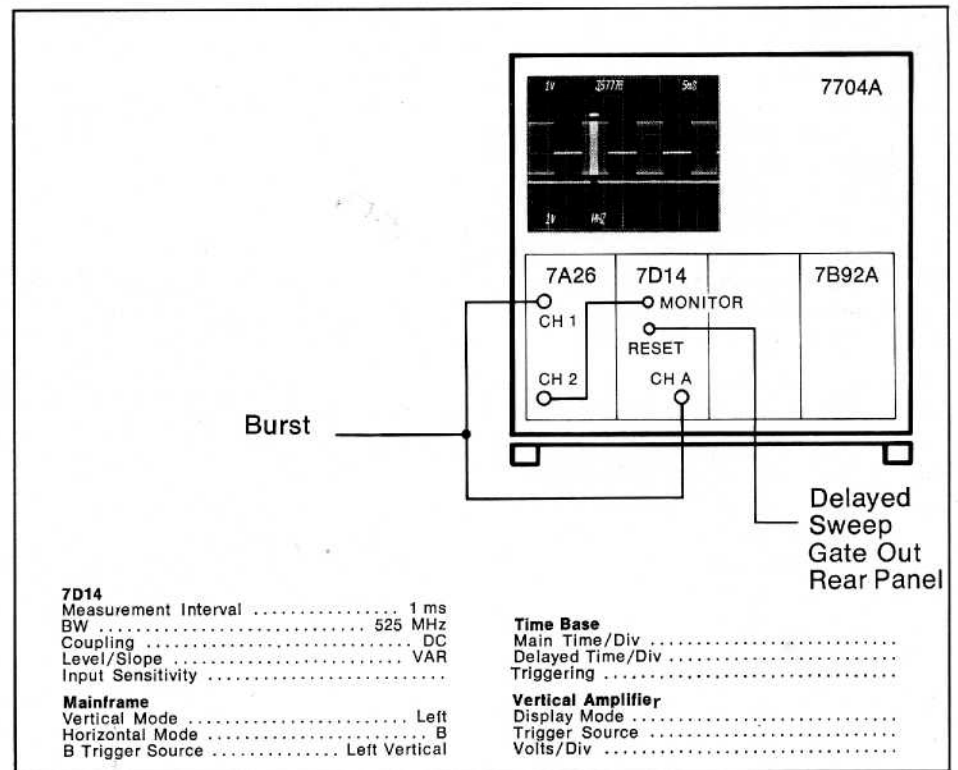 7704A
1V 5mS
1V MHZ
7A26 7D14 7B92A
MONITOR
CH 1
RESET
CH 2 CH A
Burst
Delayed
Sweep
Gate Out
Rear Panel
7D14
Measurement Interval ................ 1 ms
BW ............................. 525 MHz
Coupling ............................. DC
Level/Slope ......................... VAR
Input Sensitivity .........................
Mainframe
Vertical Mode ........................ Left
Horizontal Mode ........................ B
B Trigger Source .............. Left Vertical
Time Base
Main Time/Div ..........................
Delayed Time/Div ........................
Triggering ................................
Vertical Amplifier
Display Mode ...........................
Trigger Source ..........................
Volts/Div ................................